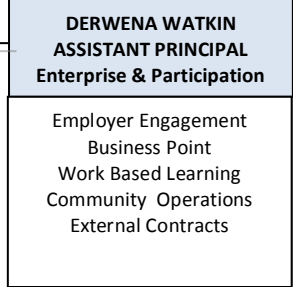 DERWENA WATKIN
ASSISTANT PRINCIPAL
Enterprise & Participation
Employer Engagement
Business Point
Work Based Learning
Community Operations
External Contracts